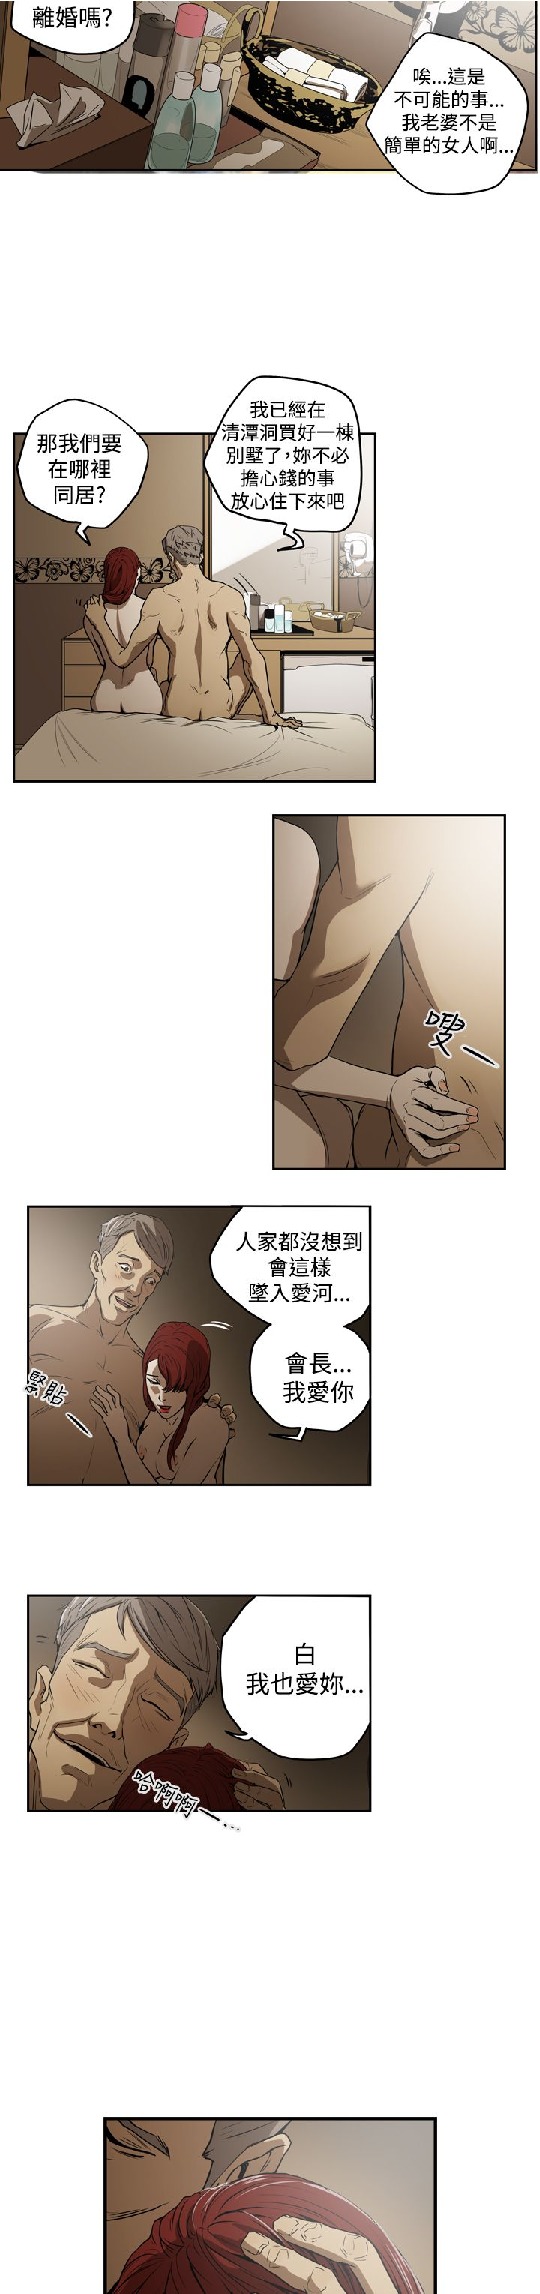 離婚嗎?
唉...這是
不可能的事...
我老婆不是
簡單的女人啊...
那我們要
在哪裡
同居?
我已經在
清潭洞買好一棟
別墅了,妳不必
擔心錢的事
放心住下來吧
嗖—
人家都沒想到
會這樣
墜入愛河...
會長...
我愛你
緊貼—
白
我也愛妳...
哈啊啊—...